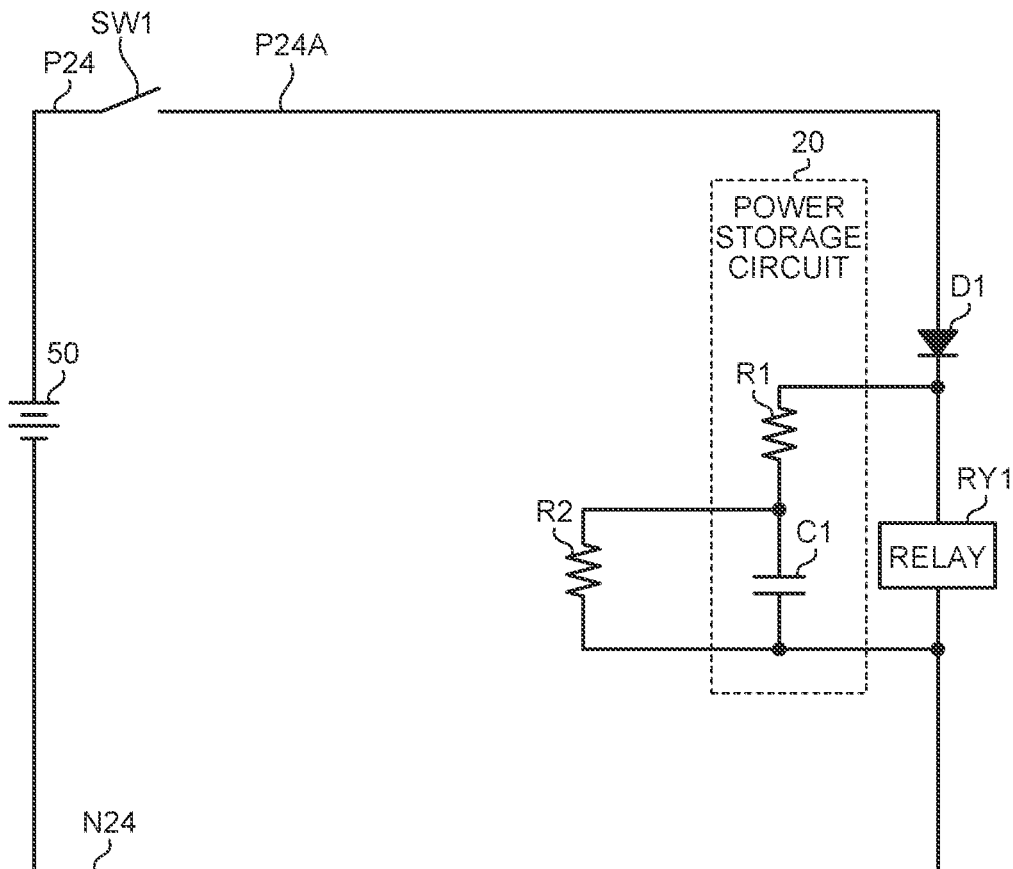 SW1
P24
P24A
20
POWER
STORAGE
CIRCUIT
D1
50
R1
RY1
R2
C1
RELAY
N24